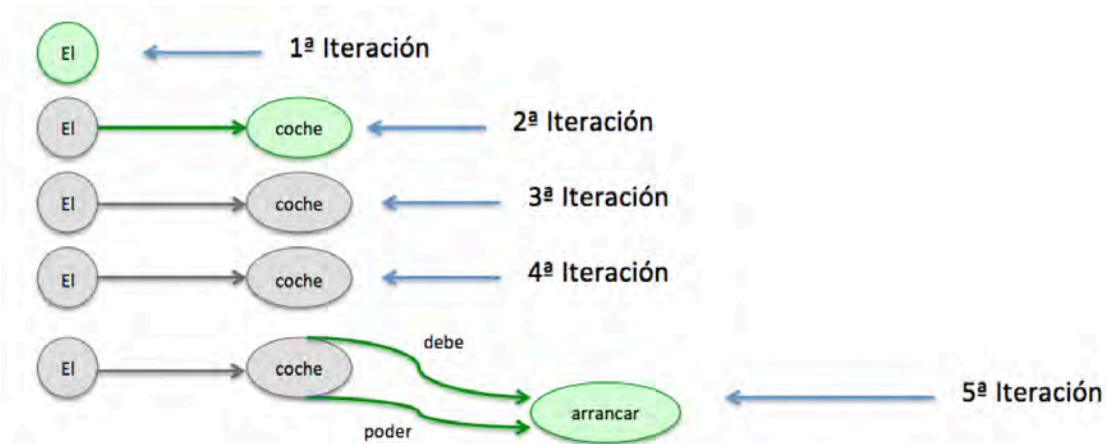 El
1ª Iteración
El coche
2ª Iteración
El coche
3ª Iteración
El coche
4ª Iteración
debe
El coche
5ª Iteración
arrancar
poder